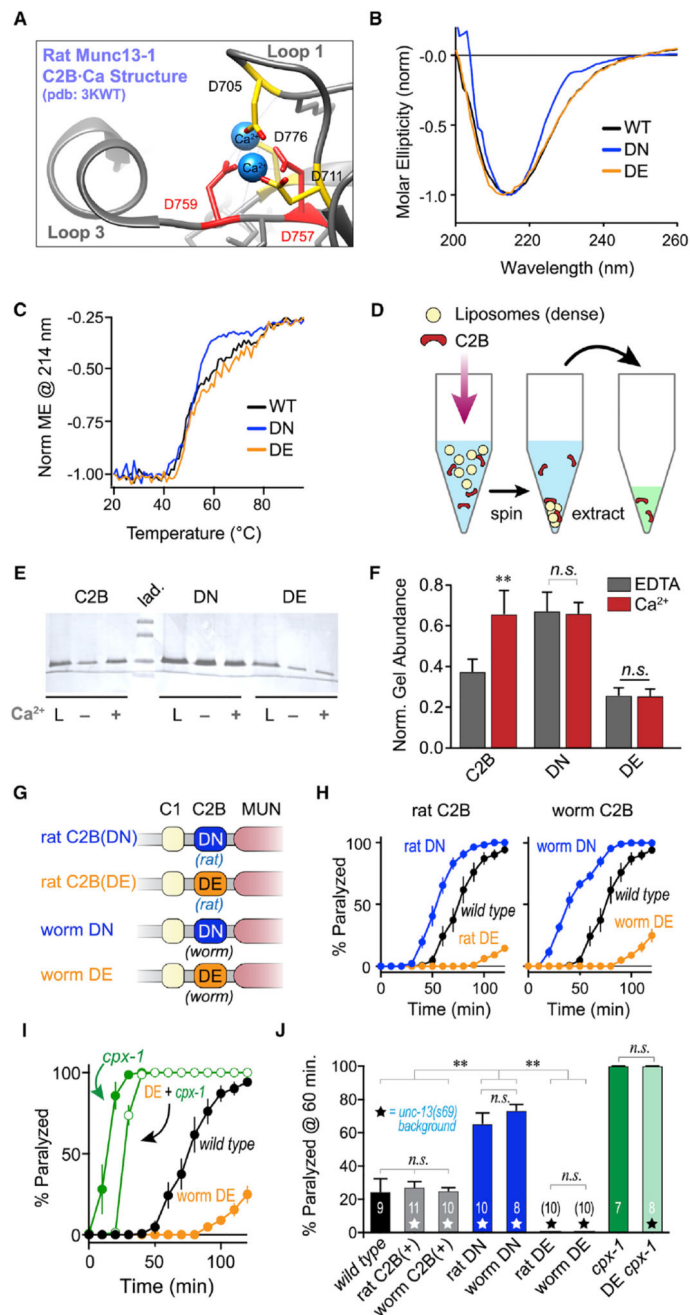 A
Rat Munc13-1
C2B·Ca Structure
(pdb: 3KWT)
Loop 1
D705
Ca²⁺
D776
Ca²⁺
D711
D759
D757
Loop 3
B
Molar Ellipticity (norm)
-0.0
-0.5
-1.0
WT
DN
DE
200 220 240 260
Wavelength (nm)
C
Norm ME @ 214 nm
-0.25
-0.50
-0.75
-1.00
WT
DN
DE
20 40 60 80
Temperature (°C)
D
Liposomes (dense)
C2B
spin
extract
E
C2B lad. DN DE
Ca²⁺ L – + L – + L – +
F
Norm. Gel Abundance
0.8
0.6
0.4
0.2
0.0
**
n.s.
n.s.
EDTA
Ca²⁺
C2B DN DE
G
C1 C2B MUN
rat C2B(DN) DN
(rat)
rat C2B(DE) DE
(rat)
worm DN DN
(worm)
worm DE DE
(worm)
H
rat C2B worm C2B
% Paralyzed
100
50
0
rat DN
wild type
rat DE
worm DN
wild type
worm DE
0 50 100 0 50 100
Time (min) Time (min)
I
% Paralyzed
100
50
0
cpx-1
DE + cpx-1
wild type
worm DE
0 50 100
Time (min)
J
% Paralyzed @ 60 min.
100
80
60
40
20
0
** **
n.s.
n.s.
n.s.
n.s.
★ = unc-13(s69)
background
9 11 10 10 8 (10) (10) 7 8
wild type
rat C2B(+)
worm C2B(+)
rat DN
worm DN
rat DE
worm DE
cpx-1
DE cpx-1